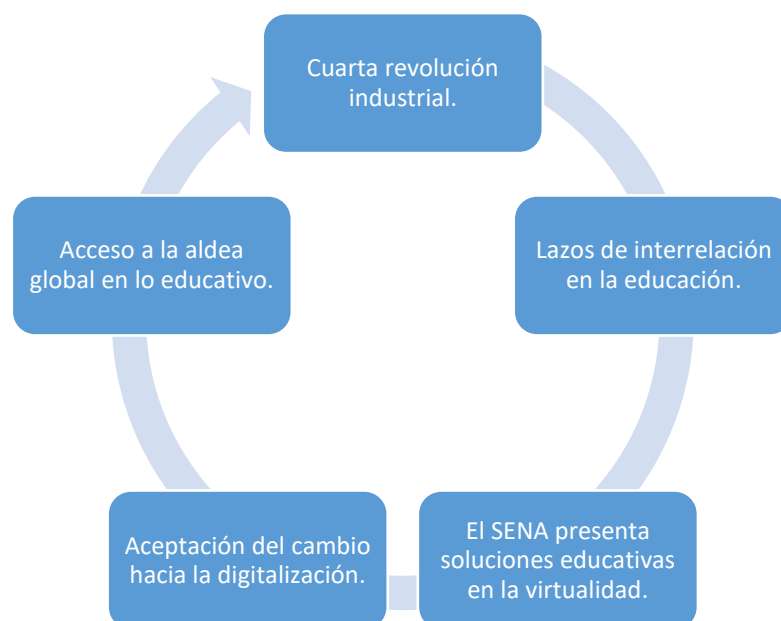 Cuarta revolución
industrial.
Lazos de interrelación
en la educación.
El SENA presenta
soluciones educativas
en la virtualidad.
Aceptación del cambio
hacia la digitalización.
Acceso a la aldea
global en lo educativo.